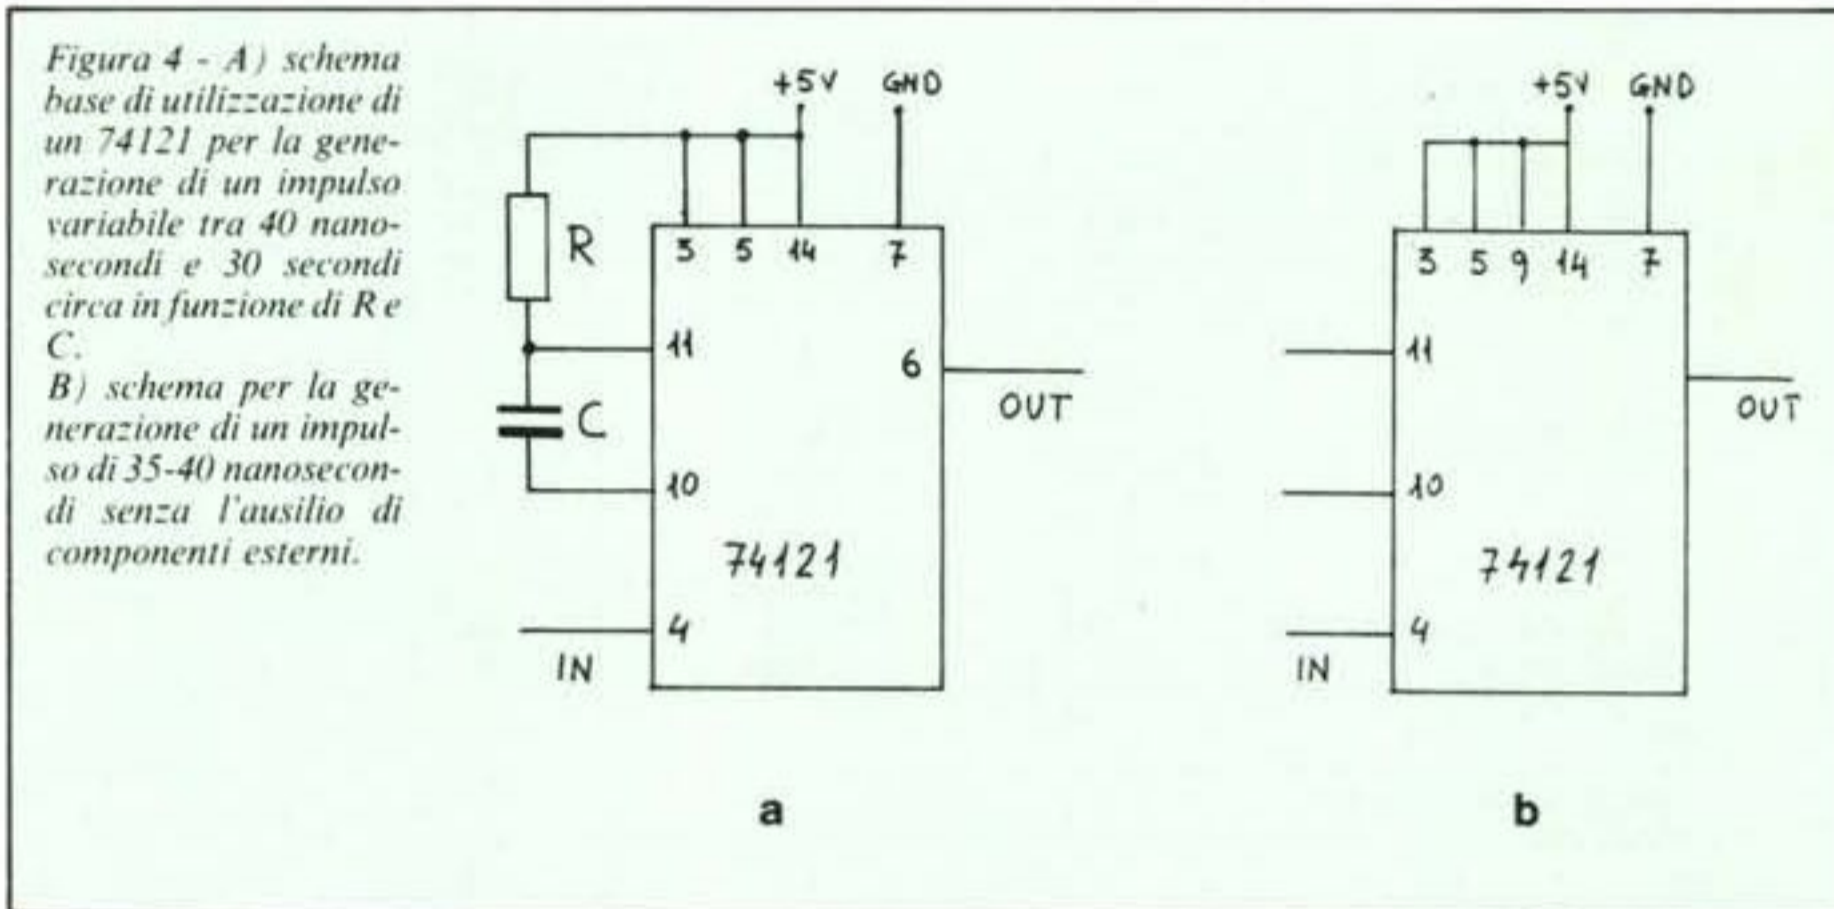 Figura 4 - A) schema
base di utilizzazione di
un 74121 per la gene-
razione di un impulso
variabile tra 40 nano-
secondi e 30 secondi
circa in funzione di R e
C.
B) schema per la ge-
nerazione di un impul-
so di 35-40 nanosecon-
di senza l'ausilio di
componenti esterni.
+5V GND
R
3 5 14 7
11
6
OUT
C
10
74121
4
IN
a
+5V GND
3 5 9 14 7
11
OUT
10
74121
4
IN
b